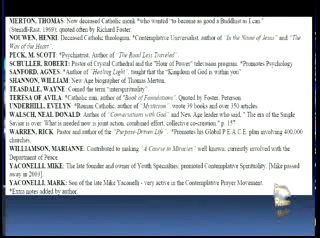 MERTON, THOMAS: Now deceased Catholic monk "who wanted "to become as good a Buddhist as I can."
(Steindl-Rast, 1969); quoted often by Richard Foster.
NOUWEN, HENRI: Deceased Catholic theologian. *Contemplative Universalist, author of "In the Name of Jesus" and "The
Way of the Heart".
PECK, M. SCOTT: *Psychiatrist, Author of "The Road Less Traveled"
SCHULLER, ROBERT: Pastor of Crystal Cathedral and the "Hour of Power" television program; *Promotes Psychology
SANFORD, AGNES: *Author of "Healing Light", taught that the "Kingdom of God is within you"
SHANNON, WILLIAM: New Age biographer of Thomas Merton.
TEASDALE, WAYNE: Coined the term "interspirituality"
TERESA OF AVILA: *Catholic nun, author of "Book of Foundations". Quoted by Foster, Peterson
UNDERHILL, EVELYN: *Roman Catholic, author of "Mysticism", wrote 39 books and over 350 articles.
WALSCH, NEAL DONALD: Author of "Conversations with God" and New Age leader who said, " The era of the Single
Savior is over. What is needed now is joint action, combined effort, collective co-creation." p. 157
WARREN, RICK: Pastor and author of the "Purpose-Driven Life". *Promotes his Global P.E.A.C.E. plan involving 400,000
churches.
WILLIAMSON, MARIANNE: Contributed to making "A Course in Miracles" well known; currently involved with the
Department of Peace
YACONELLI, MIKE: The late founder and owner of Youth Specialties, promoted Contemplative Spirituality. [Mike passed
away in 2003]
YACONELLI, MARK: Son of the late Mike Yaconelli - very active in the Contemplative Prayer Movement.
*Extra notes added by author.